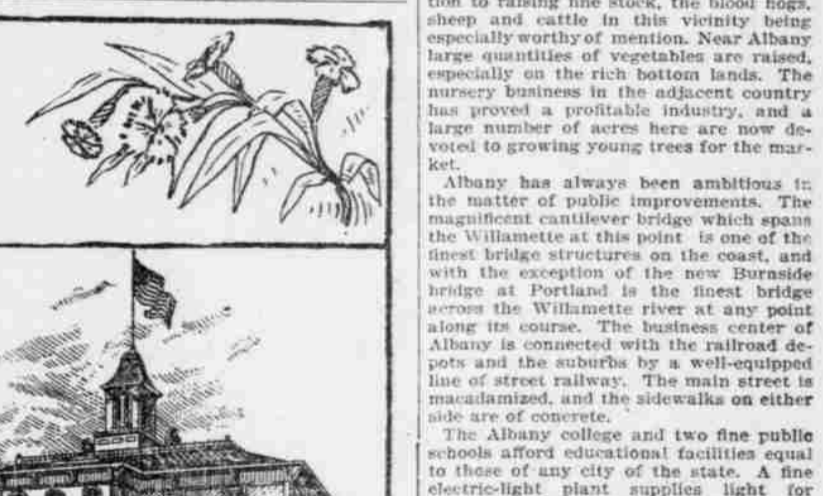 tion to raising fine stock, the blood hogs,
sheep and cattle in this vicinity being
especially worthy of mention. Near Albany
large quantities of vegetables are raised,
especially on the rich bottom lands. The
nursery business in the adjacent country
has proved a profitable industry, and a
large number of acres here are now de-
voted to growing young trees for the mar-
ket.
Albany has always been ambitious in
the matter of public improvements. The
magnificent cantilever bridge which spans
the Willamette at this point is one of the
finest bridge structures on the coast, and
with the exception of the new Burnside
bridge at Portland is the finest bridge
across the Willamette river at any point
along its course. The business center of
Albany is connected with the railroad de-
pots and the suburbs by a well-equipped
line of street railway. The main street is
macadamized, and the sidewalks on either
side are of concrete.
The Albany college and two fine public
schools afford educational facilities equal
to those of any city of the state. A fine
electric-light plant supplies light for